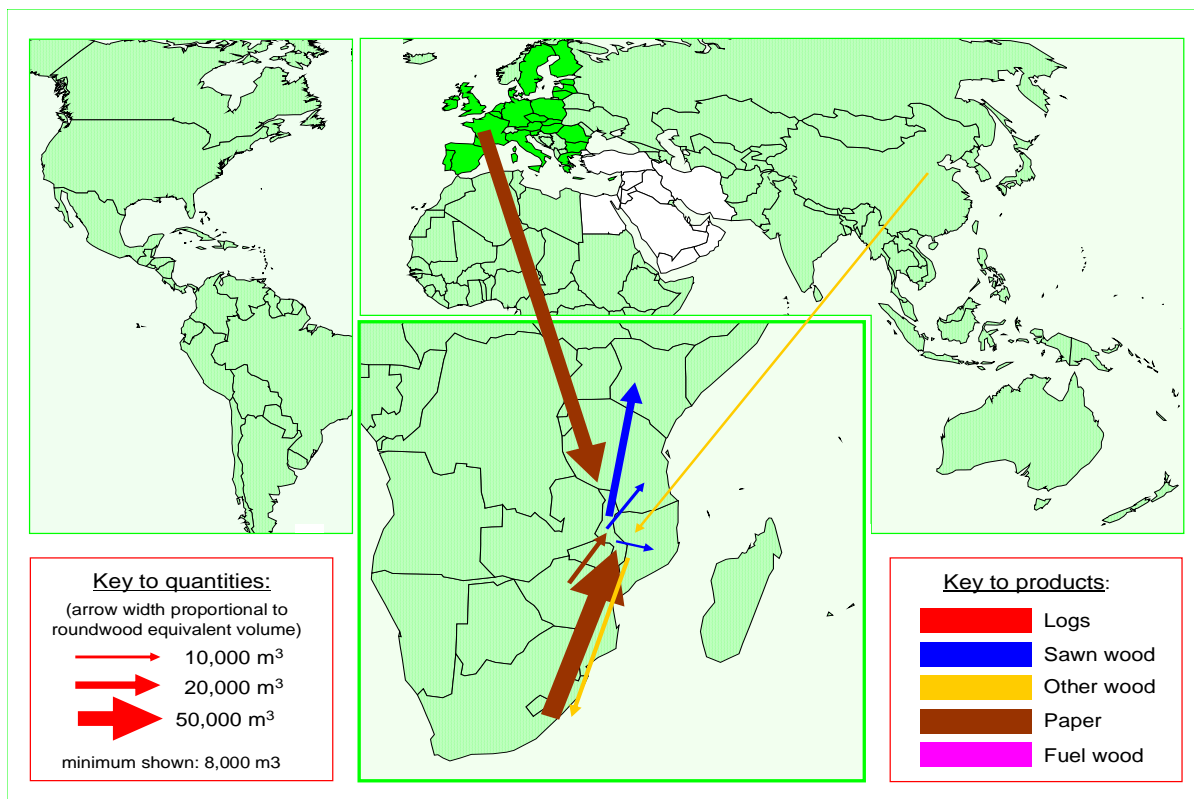 Key to quantities:
(arrow width proportional to
roundwood equivalent volume)
10,000 m³
20,000 m³
50,000 m³
minimum shown: 8,000 m3
Key to products:
Logs
Sawn wood
Other wood
Paper
Fuel wood